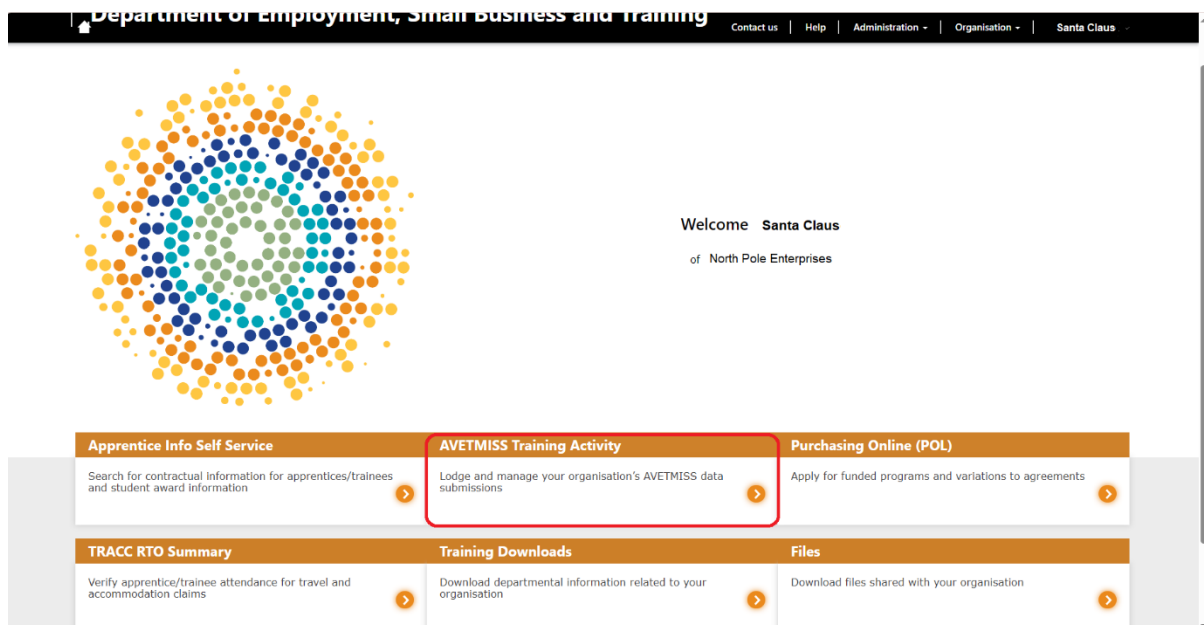 Department of Employment, Small Business and Training
Contact us | Help | Administration | Organisation | Santa Claus
Welcome Santa Claus
of North Pole Enterprises
Apprentice Info Self Service
Search for contractual information for apprentices/trainees
and student award information
AVETMISS Training Activity
Lodge and manage your organisation's AVETMISS data
submissions
Purchasing Online (POL)
Apply for funded programs and variations to agreements
TRACC RTO Summary
Verify apprentice/trainee attendance for travel and
accommodation claims
Training Downloads
Download departmental information related to your
organisation
Files
Download files shared with your organisation